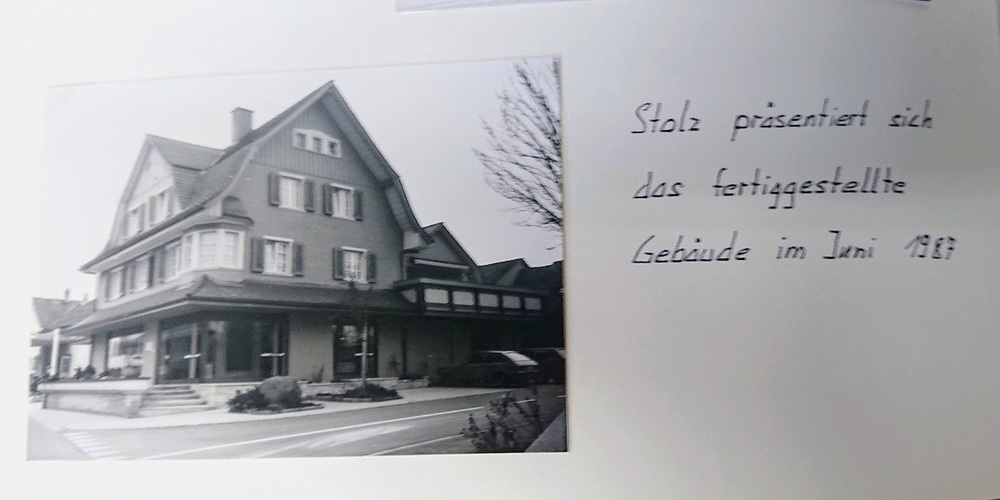 Stolz präsentiert sich
das fertiggestellte
Gebäude im Juni 1987